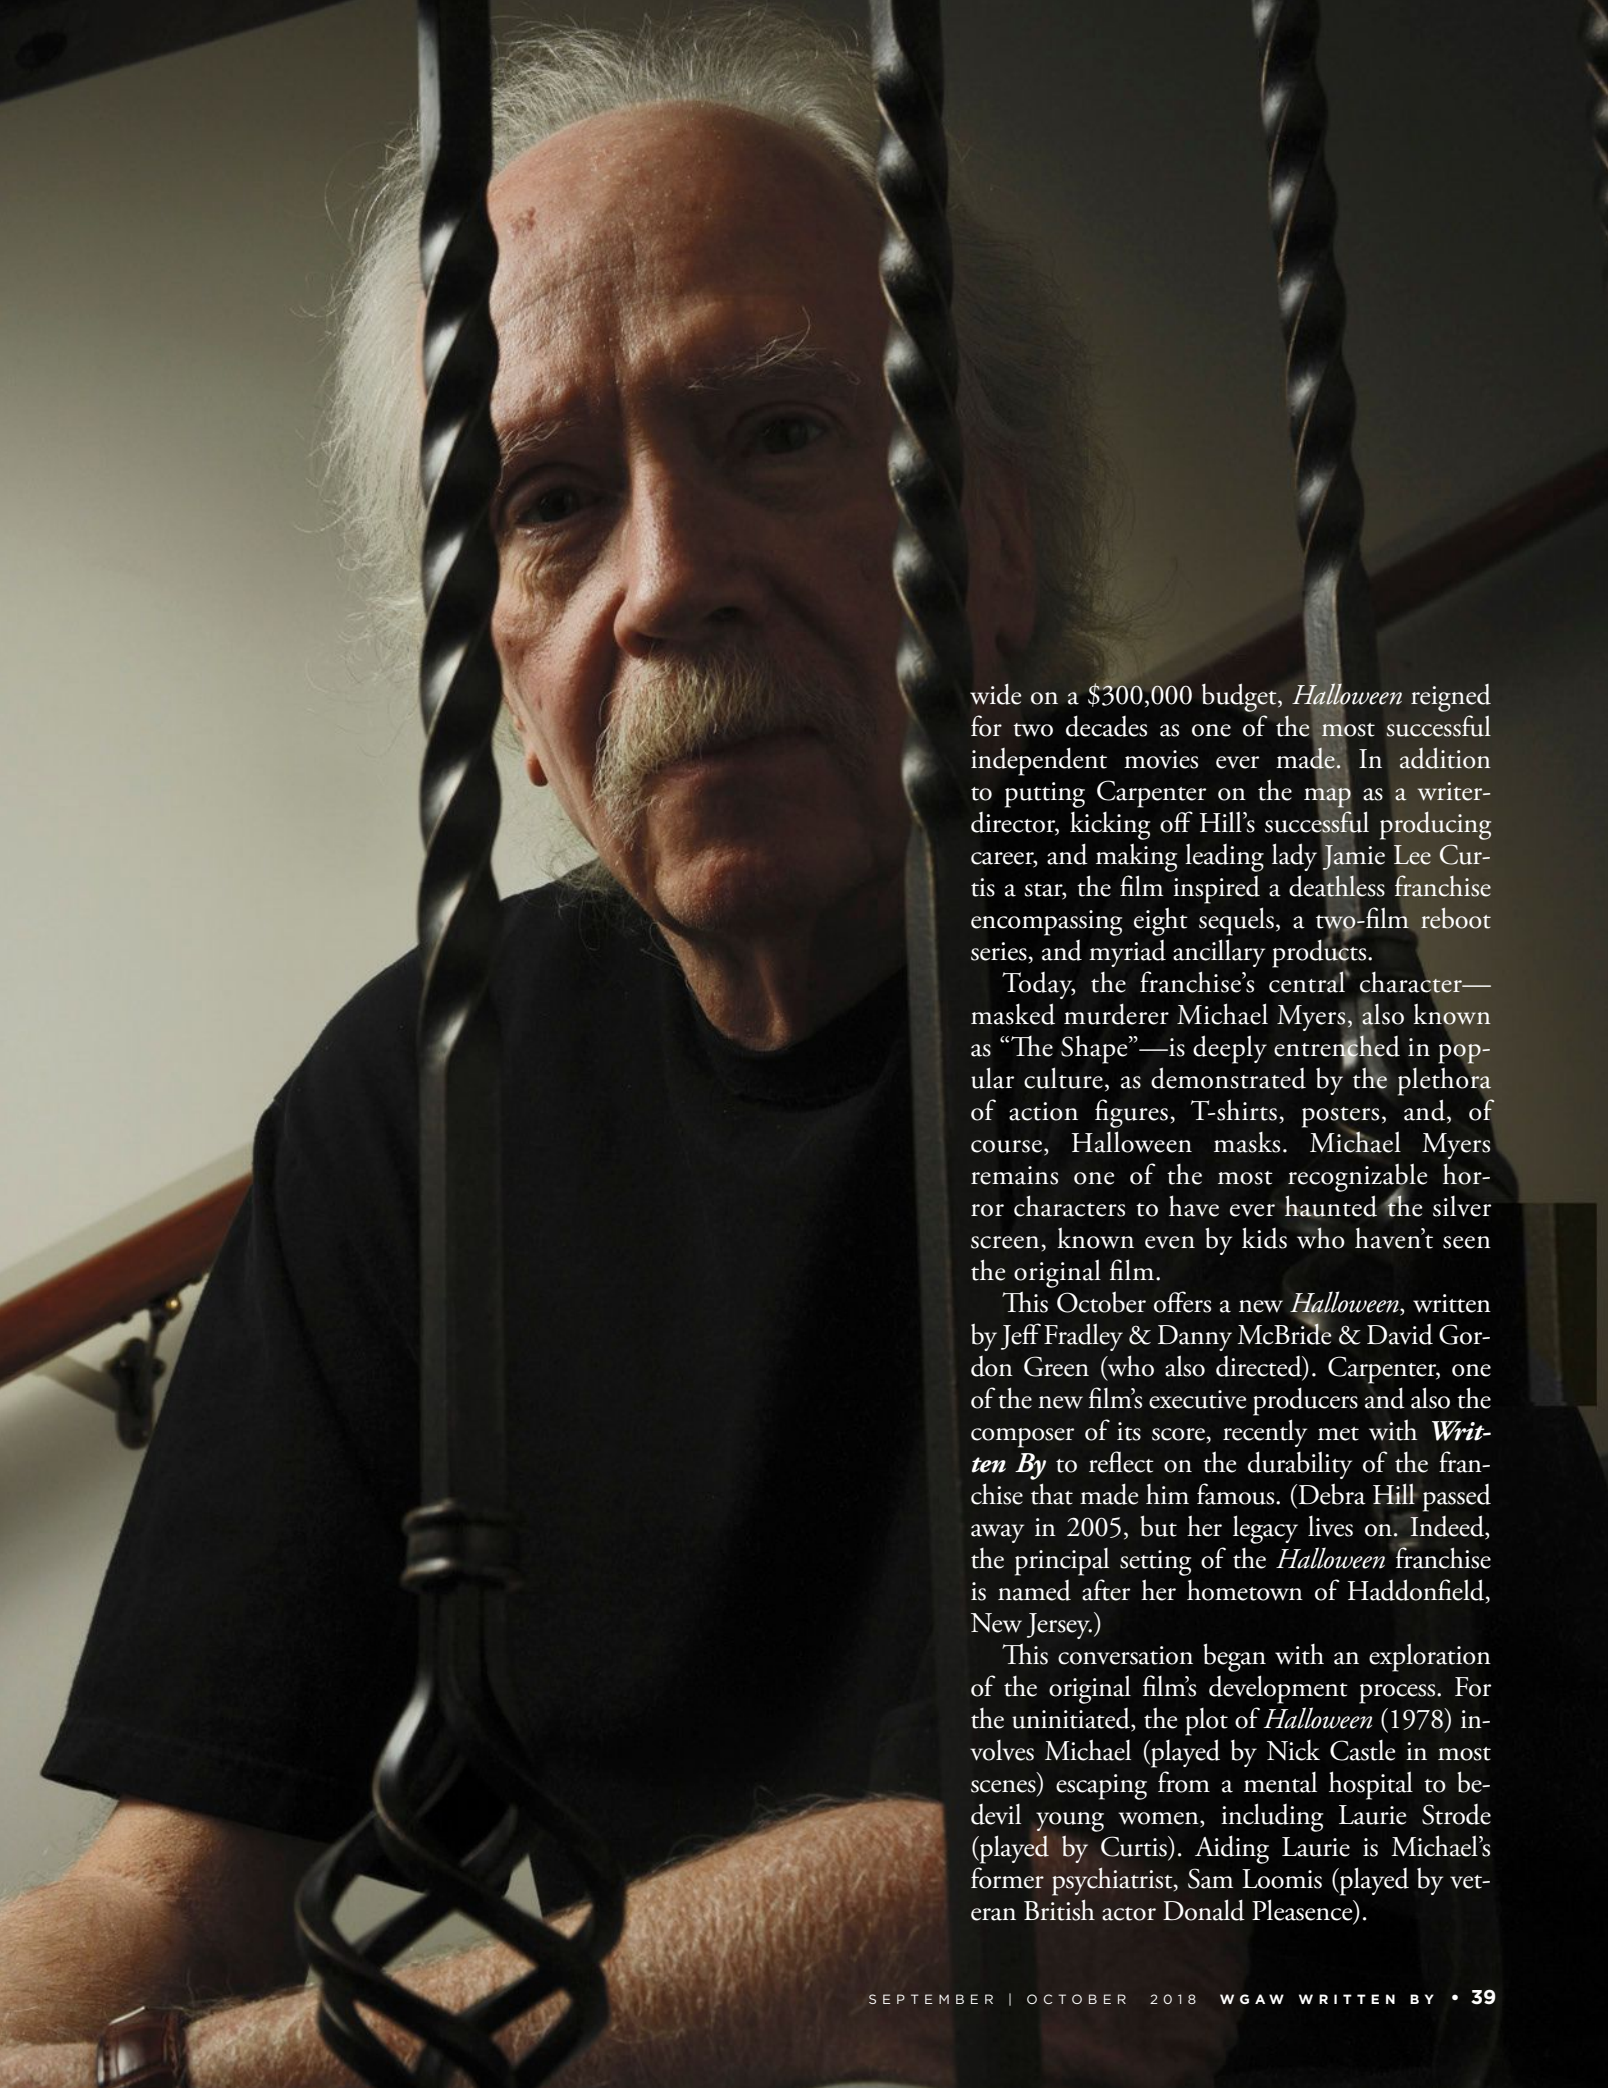 wide on a $300,000 budget, Halloween reigned
for two decades as one of the most successful
independent movies ever made. In addition
to putting Carpenter on the map as a writer-
director, kicking off Hill’s successful producing
career, and making leading lady Jamie Lee Cur-
tis a star, the film inspired a deathless franchise
encompassing eight sequels, a two-film reboot
series, and myriad ancillary products.
Today, the franchise’s central character—
masked murderer Michael Myers, also known
as “The Shape”—is deeply entrenched in pop-
ular culture, as demonstrated by the plethora
of action figures, T-shirts, posters, and, of
course, Halloween masks. Michael Myers
remains one of the most recognizable hor-
ror characters to have ever haunted the silver
screen, known even by kids who haven’t seen
the original film.
This October offers a new Halloween, written
by Jeff Fradley & Danny McBride & David Gor-
don Green (who also directed). Carpenter, one
of the new film’s executive producers and also the
composer of its score, recently met with Writ-
ten By to reflect on the durability of the fran-
chise that made him famous. (Debra Hill passed
away in 2005, but her legacy lives on. Indeed,
the principal setting of the Halloween franchise
is named after her hometown of Haddonfield,
New Jersey.)
This conversation began with an exploration
of the original film’s development process. For
the uninitiated, the plot of Halloween (1978) in-
volves Michael (played by Nick Castle in most
scenes) escaping from a mental hospital to be-
devil young women, including Laurie Strode
(played by Curtis). Aiding Laurie is Michael’s
former psychiatrist, Sam Loomis (played by vet-
eran British actor Donald Pleasence).
SEPTEMBER | OCTOBER 2018 WGAW WRITTEN BY • 39